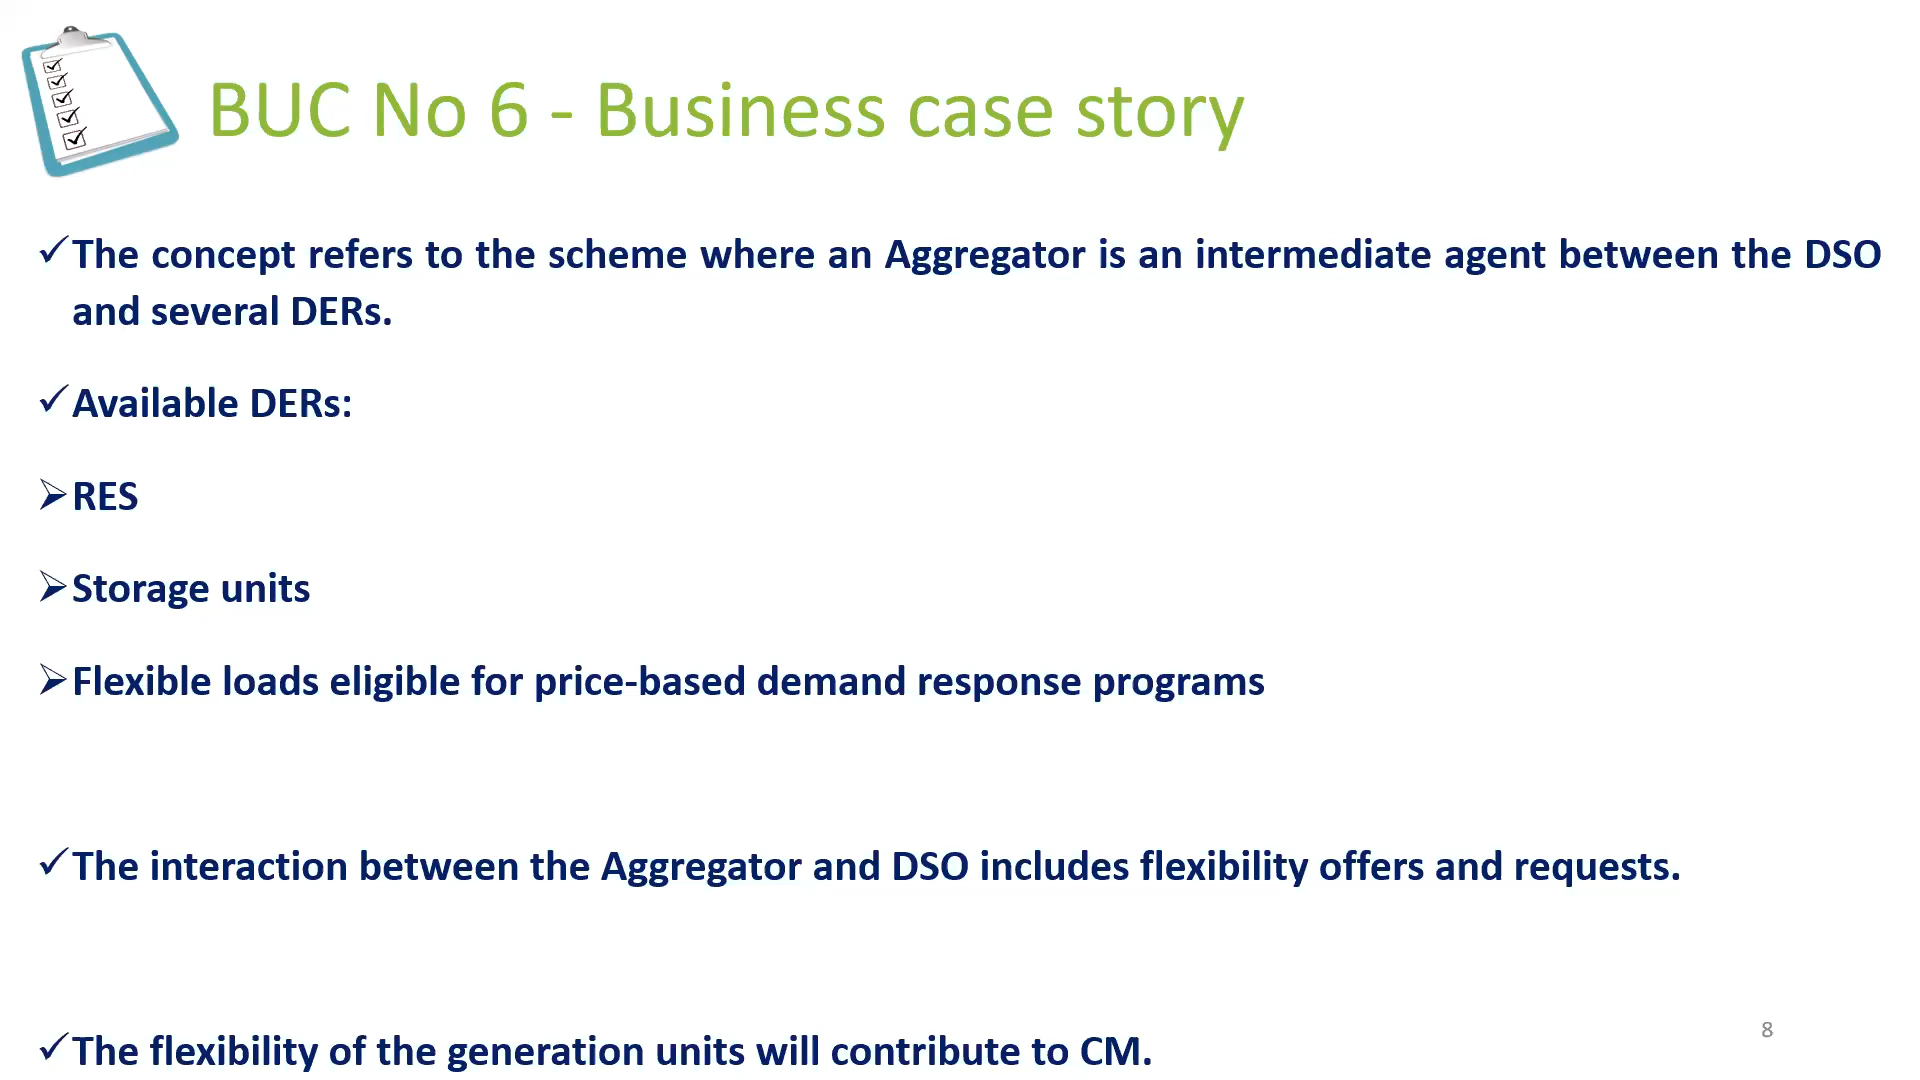 BUC No 6 - Business case story
✓The concept refers to the scheme where an Aggregator is an intermediate agent between the DSO
and several DERs.
✓Available DERs:
➢RES
➢Storage units
➢Flexible loads eligible for price-based demand response programs
✓The interaction between the Aggregator and DSO includes flexibility offers and requests.
8
✓The flexibility of the generation units will contribute to CM.